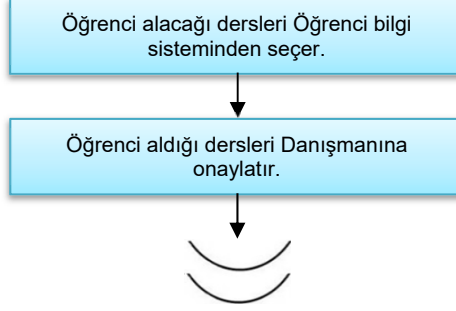 Öğrenci alacağı dersleri Öğrenci bilgi
sisteminden seçer.
Öğrenci aldığı dersleri Danışmanına
onaylatır.